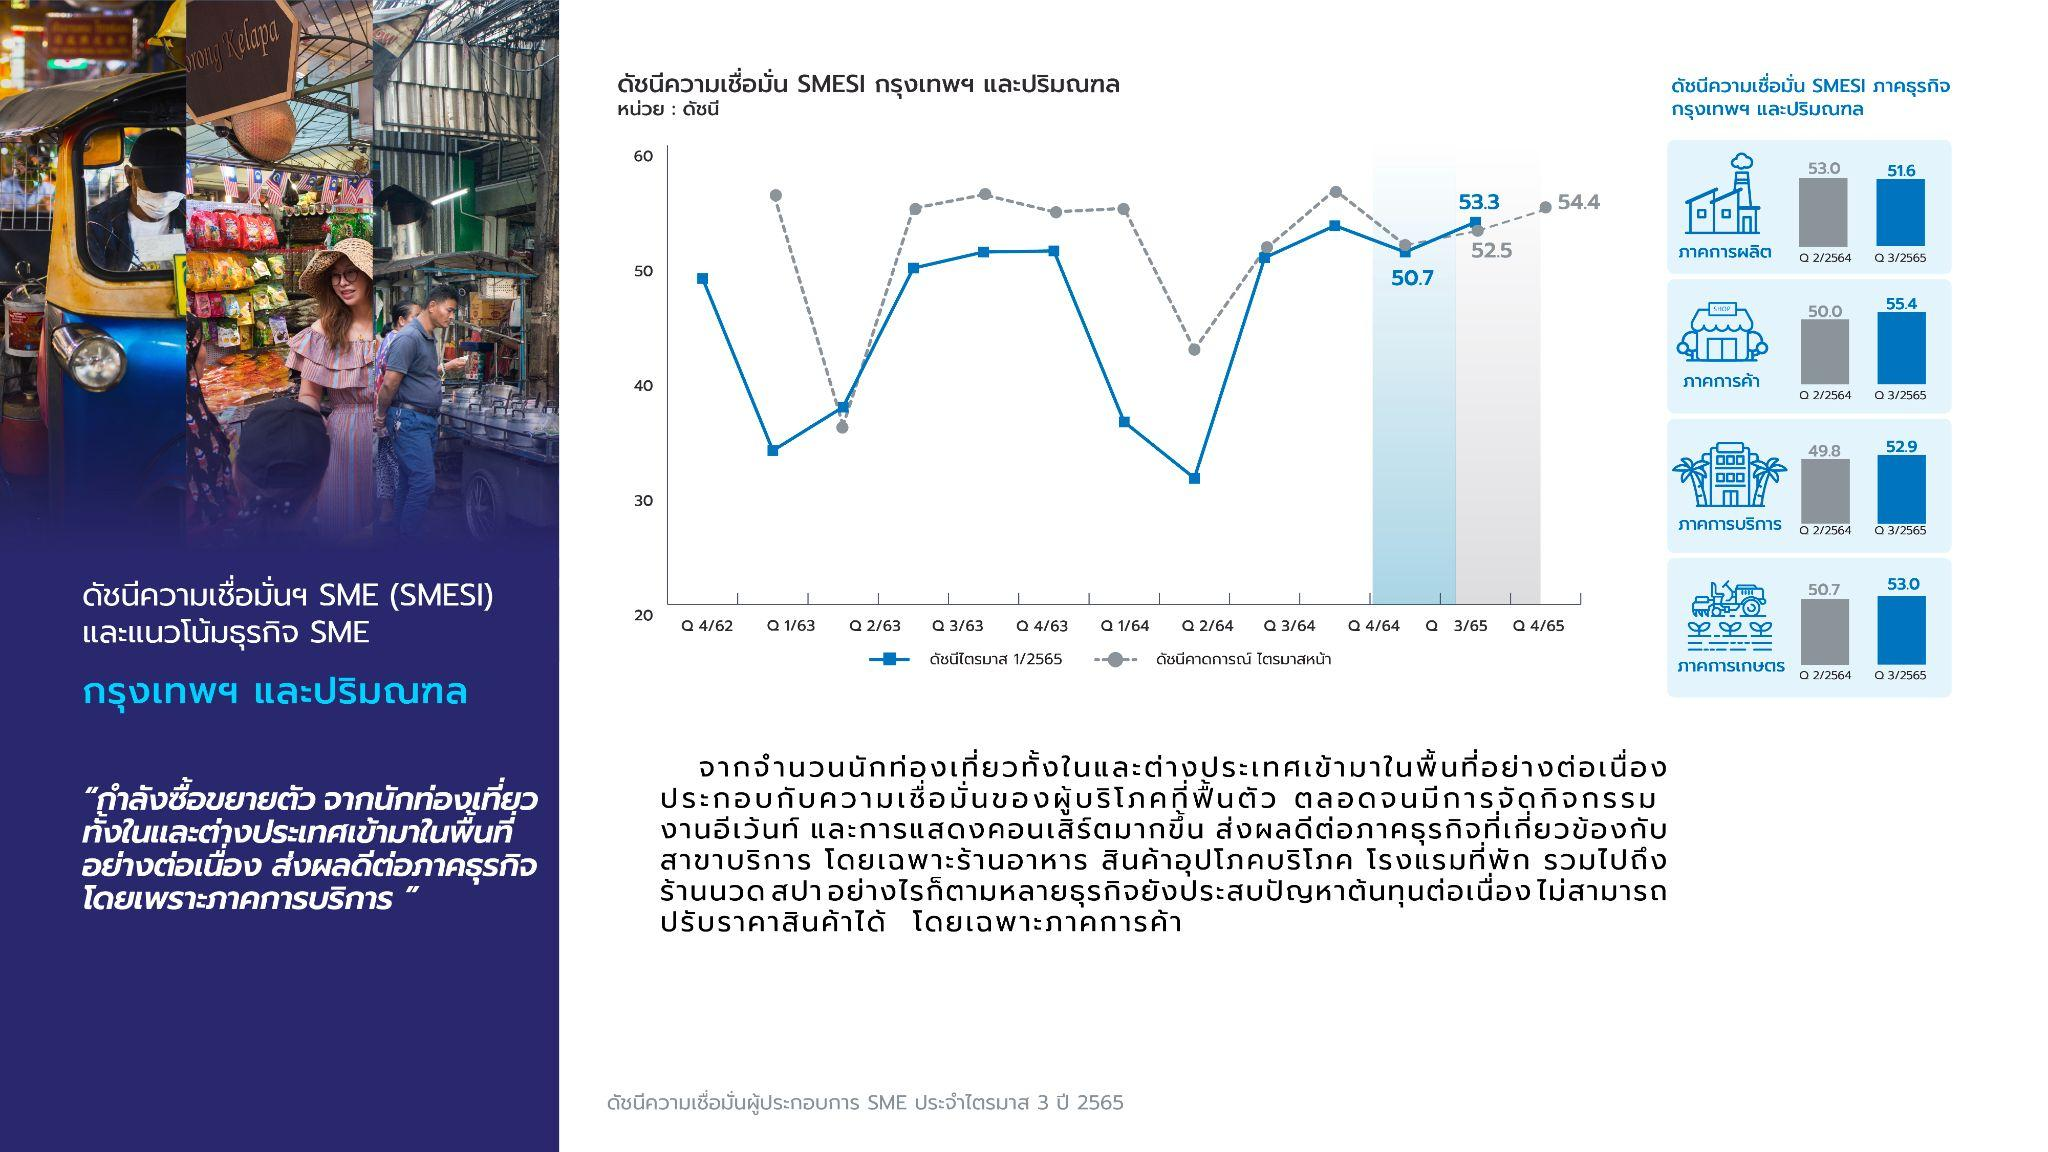 orong Kelapa
ดัชนีความเชื่อมั่นฯ SME (SMESI)
และแนวโน้มธุรกิจ SME
กรุงเทพฯ และปริมณฑล
“กำลังซื้อขยายตัว จากนักท่องเที่ยว
ทั้งในและต่างประเทศเข้ามาในพื้นที่
อย่างต่อเนื่อง ส่งผลดีต่อภาคธุรกิจ
โดยเพราะภาคการบริการ ”
ดัชนีความเชื่อมั่น SMESI กรุงเทพฯ และปริมณฑล
หน่วย : ดัชนี
60
50
40
30
20
53.3
54.4
52.5
50.7
Q 4/62 Q 1/63 Q 2/63 Q 3/63 Q 4/63 Q 1/64 Q 2/64 Q 3/64 Q 4/64 Q 3/65 Q 4/65
ดัชนีไตรมาส 1/2565 ดัชนีคาดการณ์ ไตรมาสหน้า
ดัชนีความเชื่อมั่น SMESI ภาคธุรกิจ
กรุงเทพฯ และปริมณฑล
53.0 51.6
ภาคการผลิต Q 2/2564 Q 3/2565
SHOP
50.0 55.4
ภาคการค้า
Q 2/2564 Q 3/2565
49.8 52.9
ภาคการบริการ Q 2/2564 Q 3/2565
50.7 53.0
ภาคการเกษตร Q 2/2564 Q 3/2565
จากจำนวนนักท่องเที่ยวทั้งในและต่างประเทศเข้ามาในพื้นที่อย่างต่อเนื่อง
ประกอบกับความเชื่อมั่นของผู้บริโภคที่ฟื้นตัว ตลอดจนมีการจัดกิจกรรม
งานอีเว้นท์ และการแสดงคอนเสิร์ตมากขึ้น ส่งผลดีต่อภาคธุรกิจที่เกี่ยวข้องกับ
สาขาบริการ โดยเฉพาะร้านอาหาร สินค้าอุปโภคบริโภค โรงแรมที่พัก รวมไปถึง
ร้านนวด สปา อย่างไรก็ตามหลายธุรกิจยังประสบปัญหาต้นทุนต่อเนื่อง ไม่สามารถ
ปรับราคาสินค้าได้ โดยเฉพาะภาคการค้า
ดัชนีความเชื่อมั่นผู้ประกอบการ SME ประจำไตรมาส 3 ปี 2565